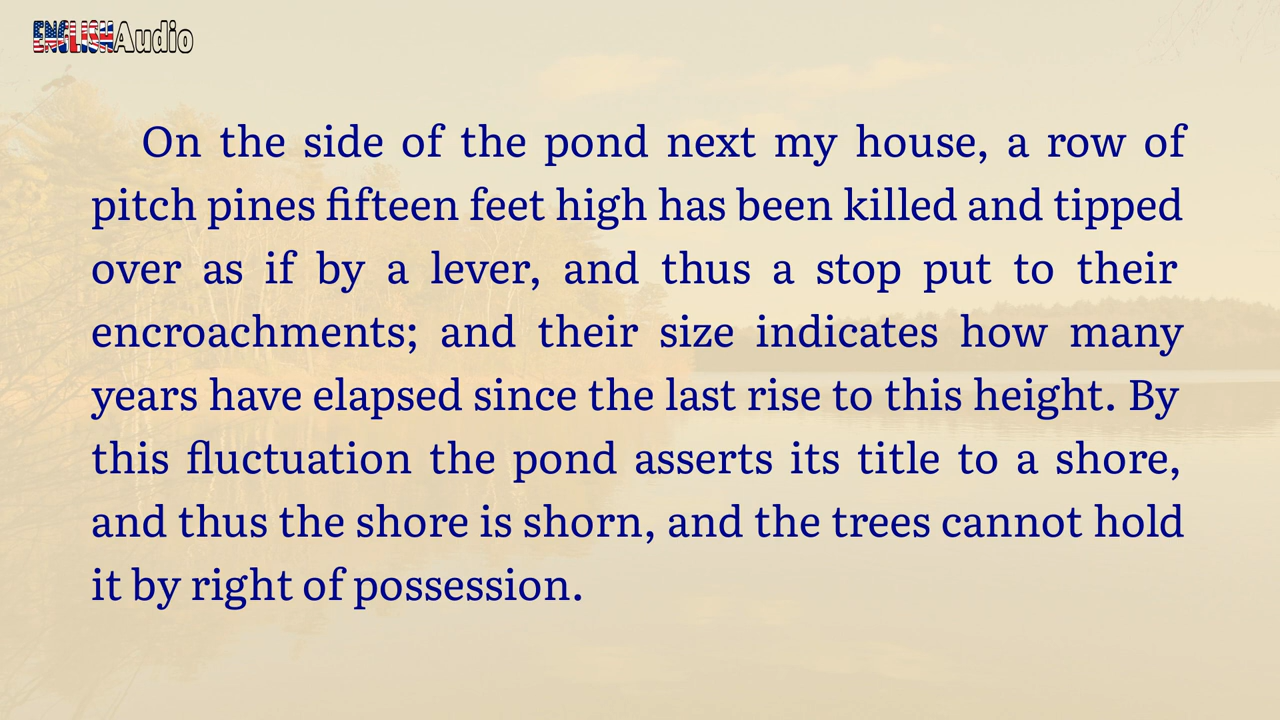 ENGLISHAudio
On the side of the pond next my house, a row of
pitch pines fifteen feet high has been killed and tipped
over as if by a lever, and thus a stop put to their
encroachments; and their size indicates how many
years have elapsed since the last rise to this height. By
this fluctuation the pond asserts its title to a shore,
and thus the shore is shorn, and the trees cannot hold
it by right of possession.